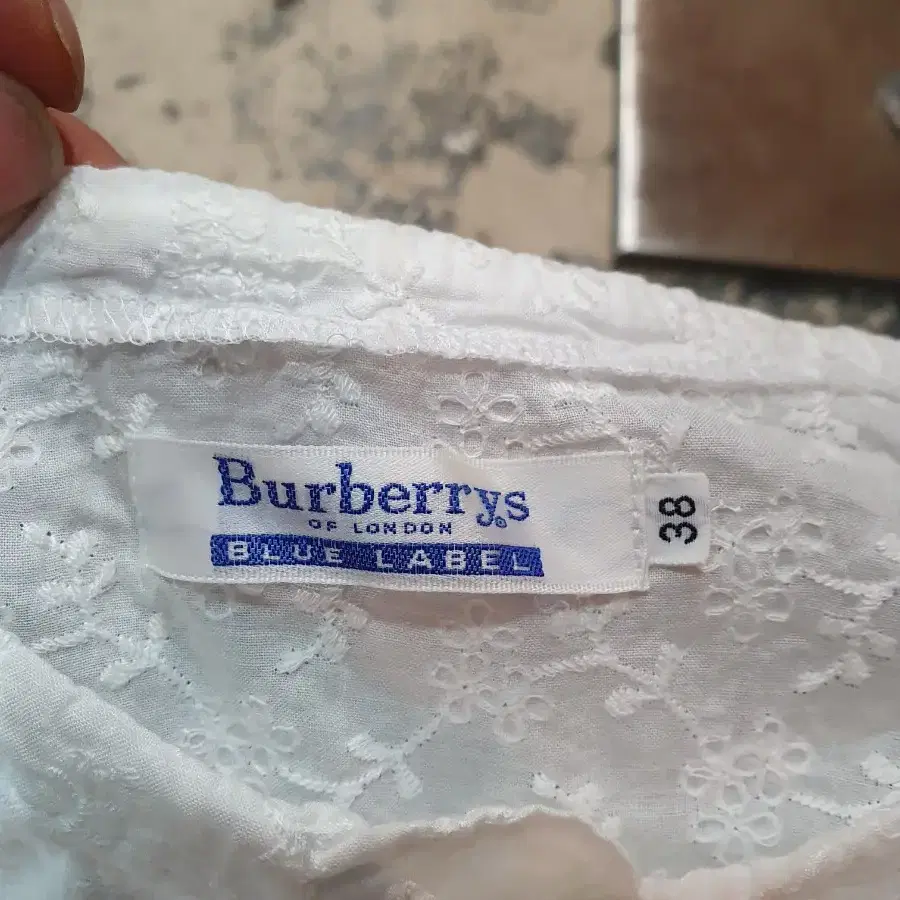 Burberrys
OF LONDON
BLUE LABEL
38